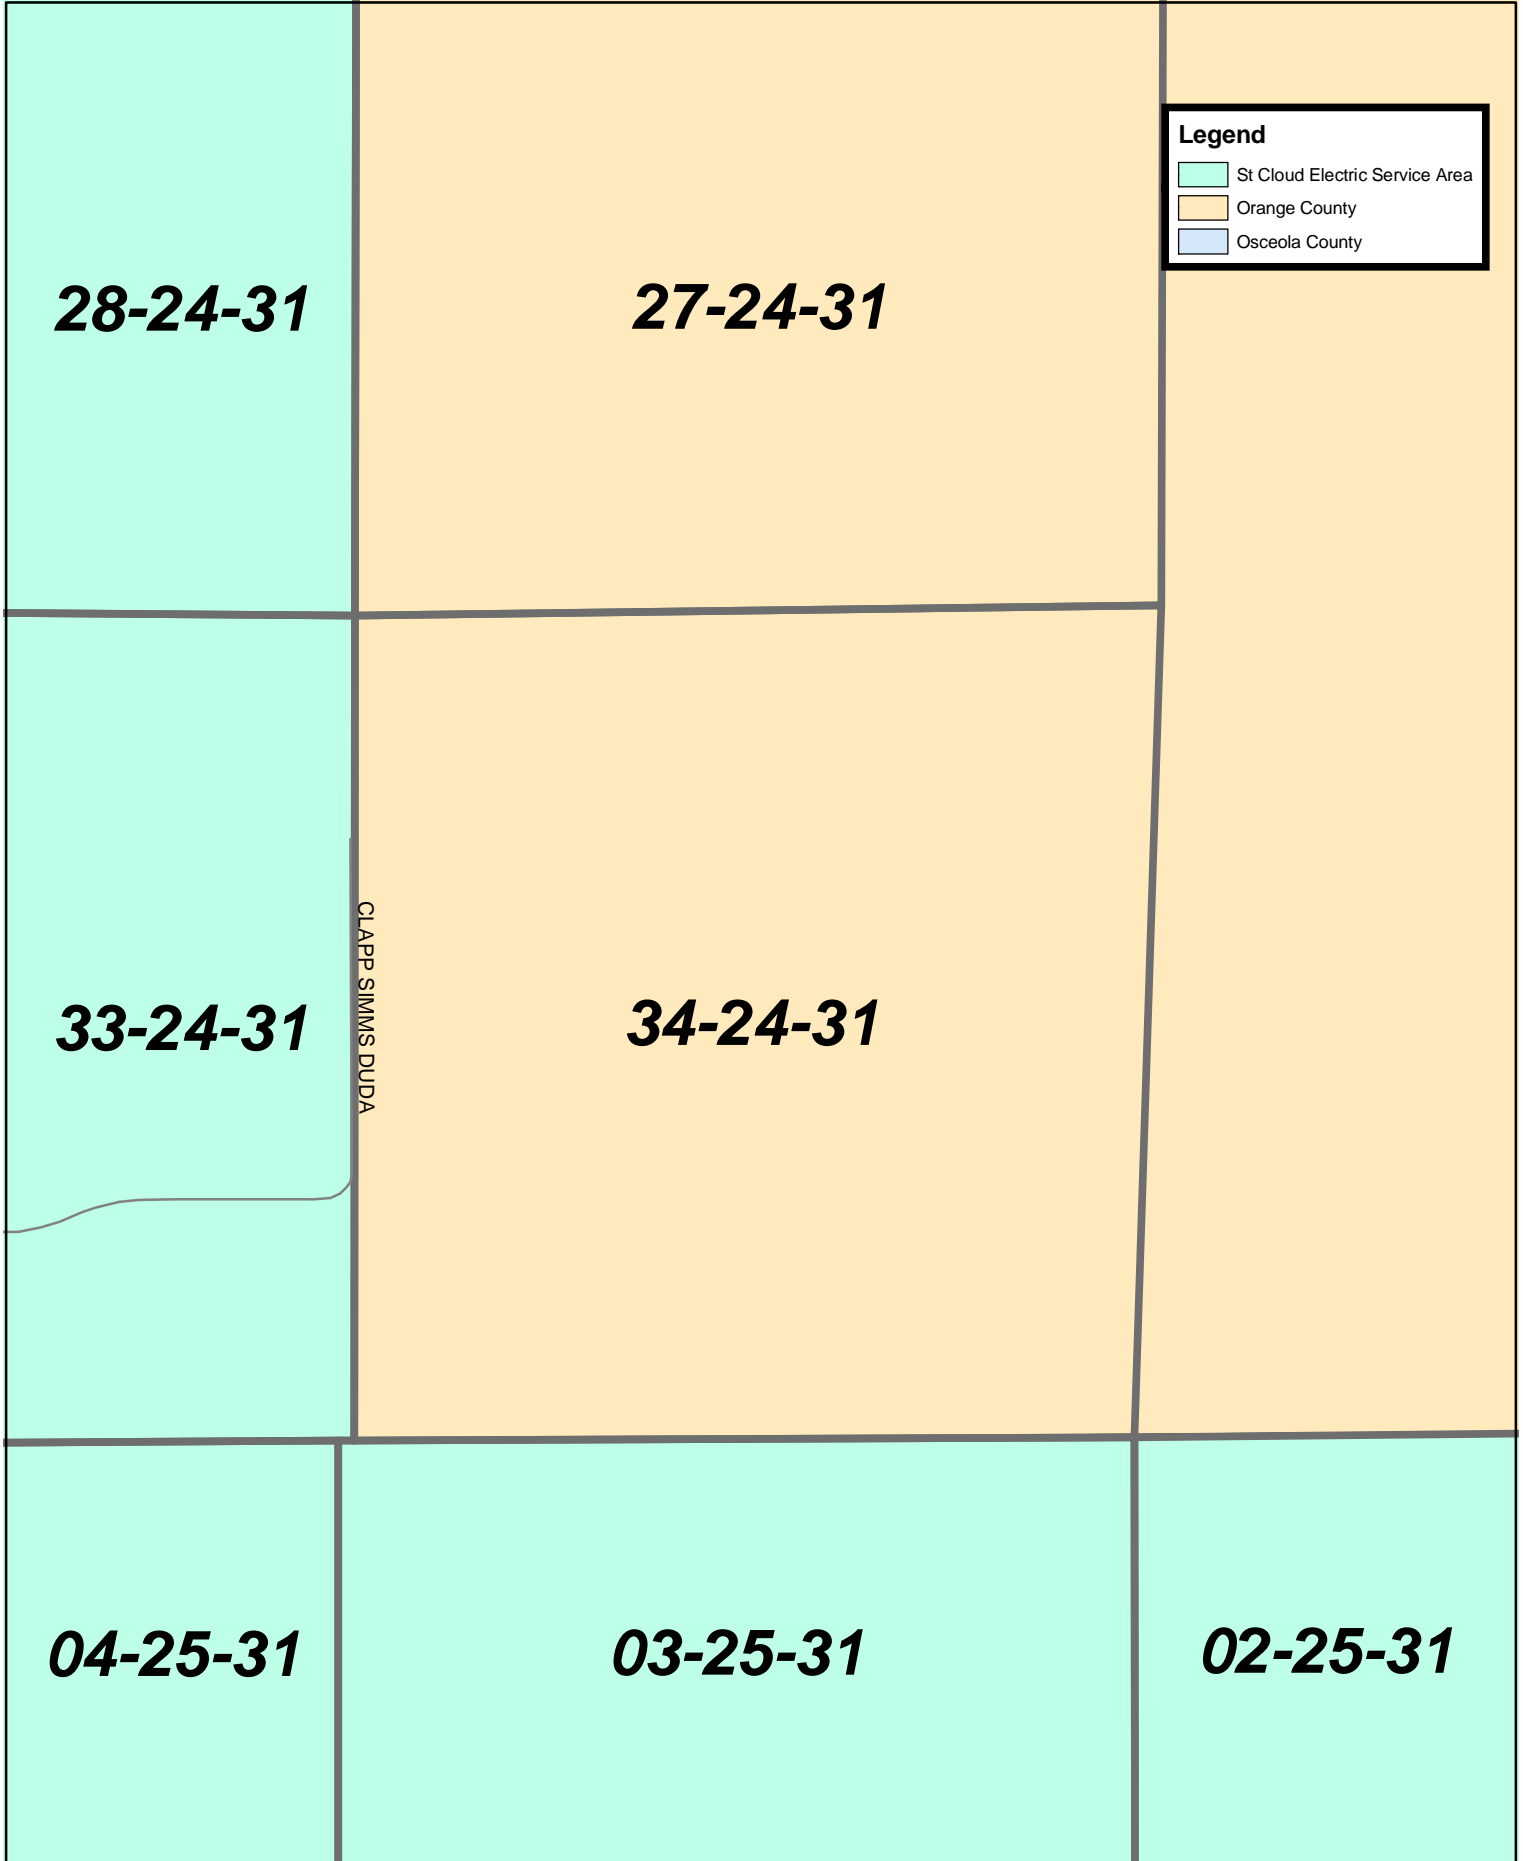 Legend
St Cloud Electric Service Area
Orange County
Osceola County
28-24-31
27-24-31
33-24-31
CLAPP SIMMS DUDA
34-24-31
04-25-31
03-25-31
02-25-31